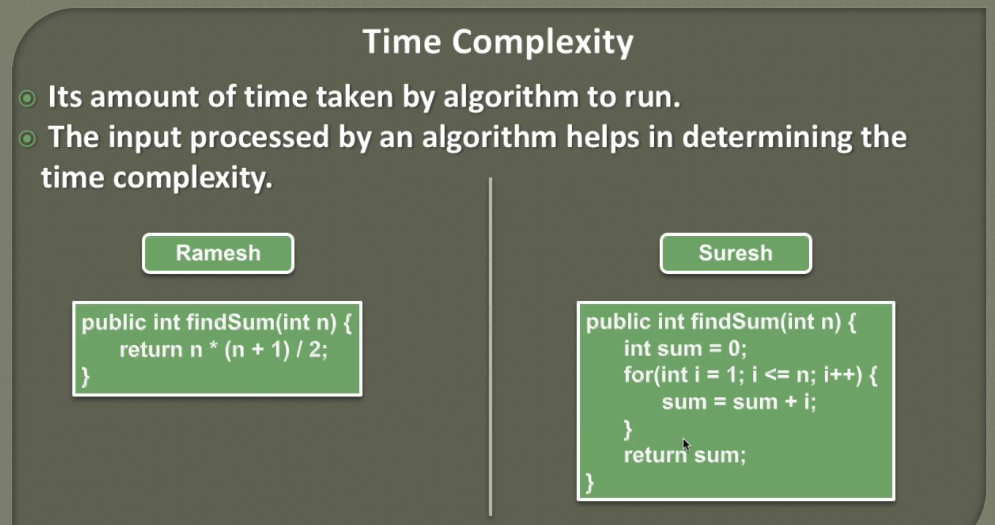 Time Complexity
Its amount of time taken by algorithm to run.
The input processed by an algorithm helps in determining the
time complexity.
Ramesh
public int findSum(int n) {
return n * (n + 1) / 2;
}
Suresh
public int findSum(int n) {
int sum = 0;
for(int i = 1; i <= n; i++) {
sum = sum + i;
}
return sum;
}